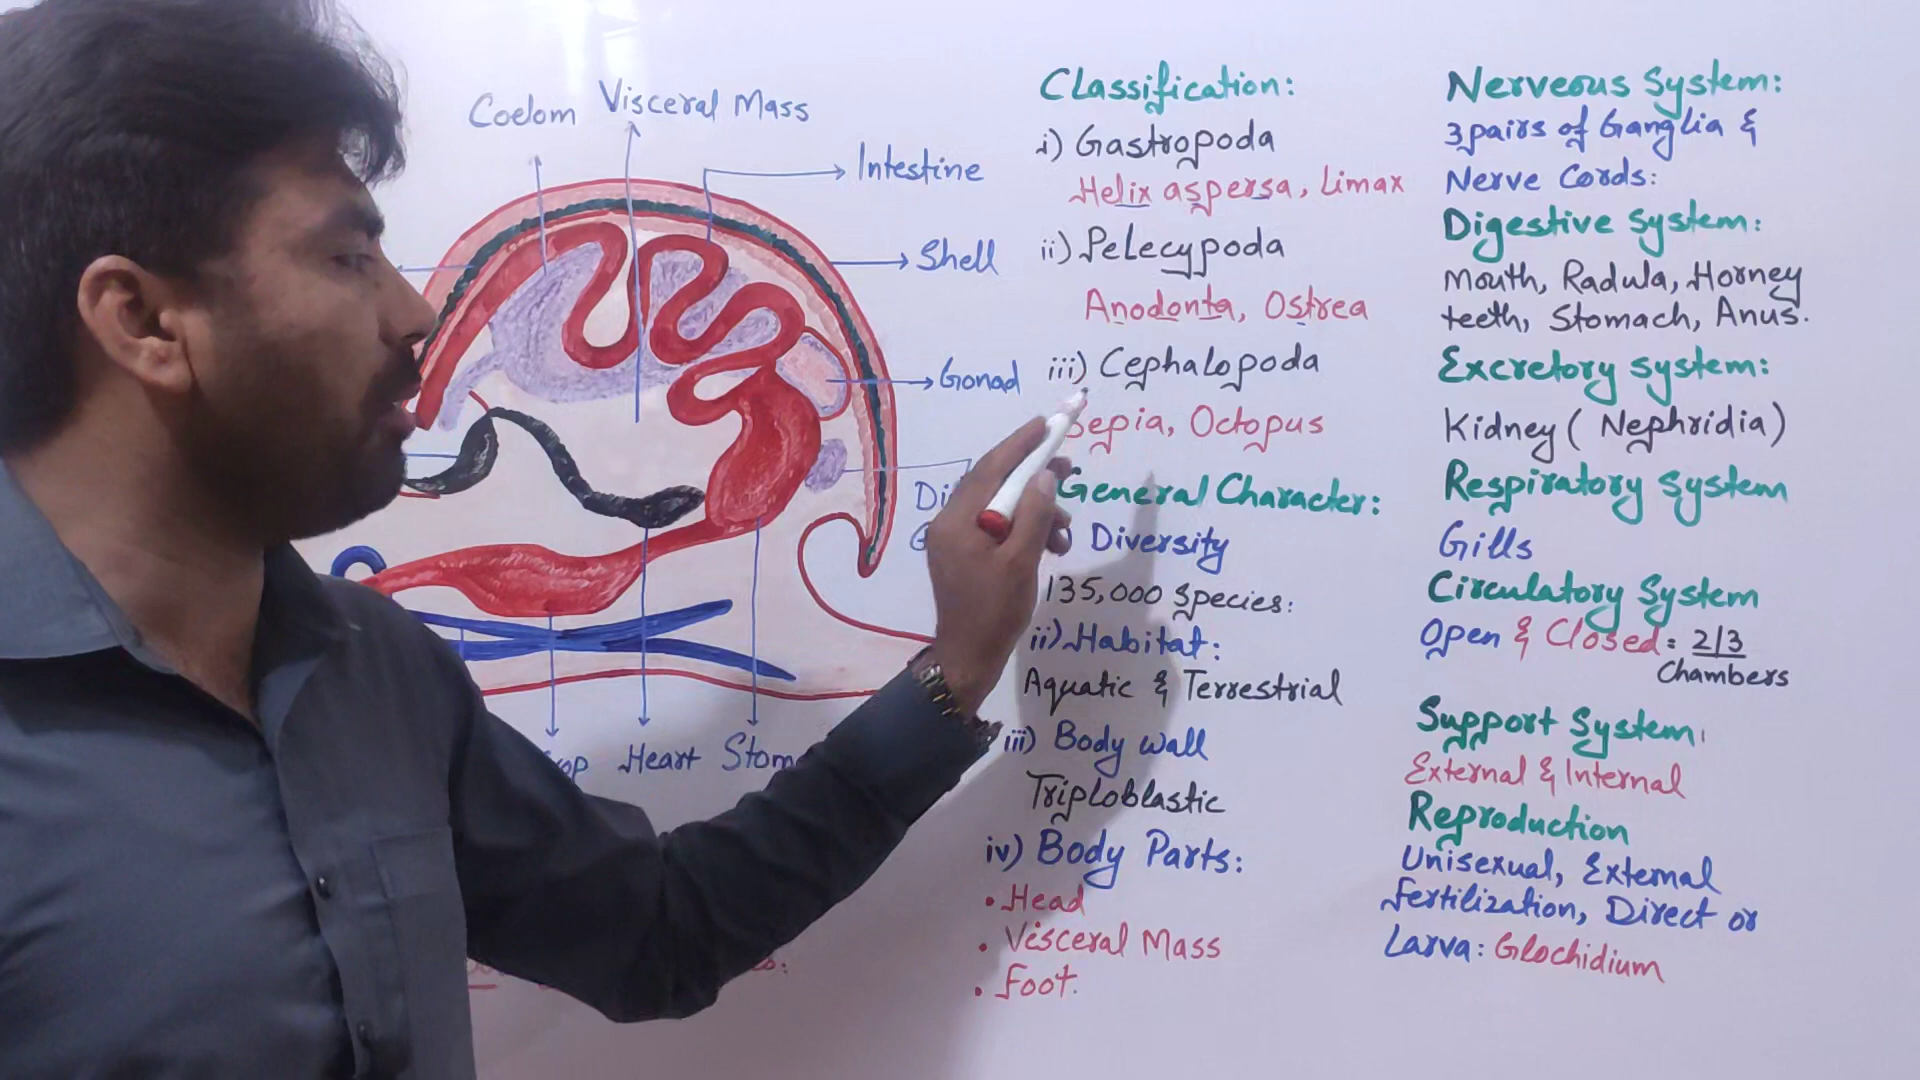 Coelom Visceral Mass
Intestine
Shell
Gonad
Heart
Classification:
i) Gastropoda
Helix aspersa, Limax
ii) Pelecypoda
Anodonta, Ostrea
iii) Cephalopoda
Sepia, Octopus
General Character:
Diversity
135,000 Species:
ii) Habitat:
Aquatic & Terrestrial
iii) Body wall
Triploblastic
iv) Body Parts:
• Head
• Visceral Mass
• Foot.
Nerveous System:
3 pairs of Ganglia &
Nerve Cords:
Digestive System:
Mouth, Radula, Horney
teeth, Stomach, Anus.
Excretory system:
Kidney ( Nephridia )
Respiratory System
Gills
Circulatory System
Open & Closed: 2/3
Chambers
Support System:
External & Internal
Reproduction
Unisexual, External
Fertilization, Direct or
Larva: Glochidium